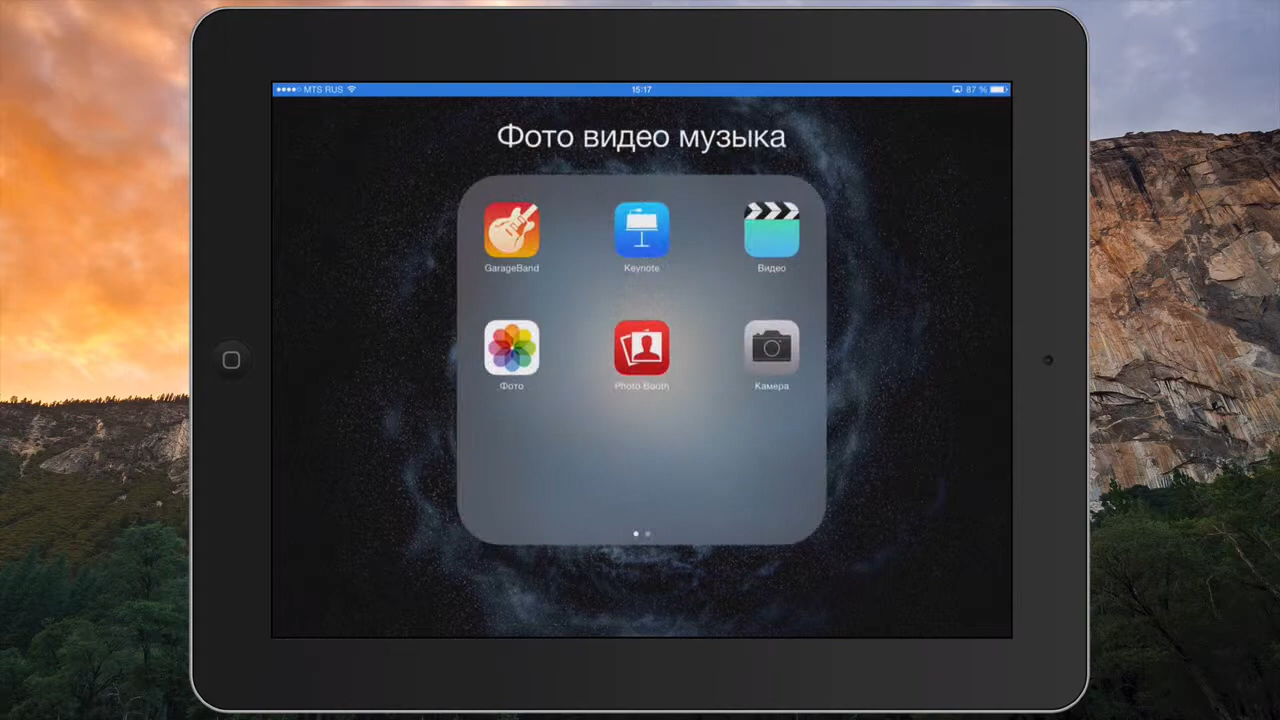 MTS RUS 15:17 87 %
Фото видео музыка
GarageBand Keynote Видео
Фото Photo Booth Камера